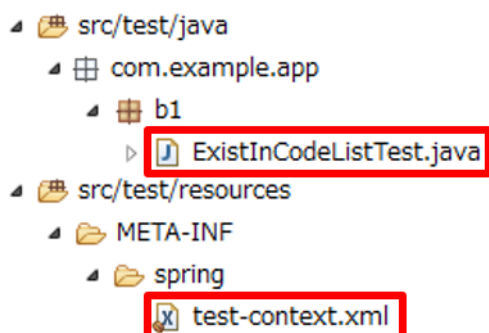 src/test/java
com.example.app
b1
ExistInCodeListTest.java
src/test/resources
META-INF
spring
test-context.xml